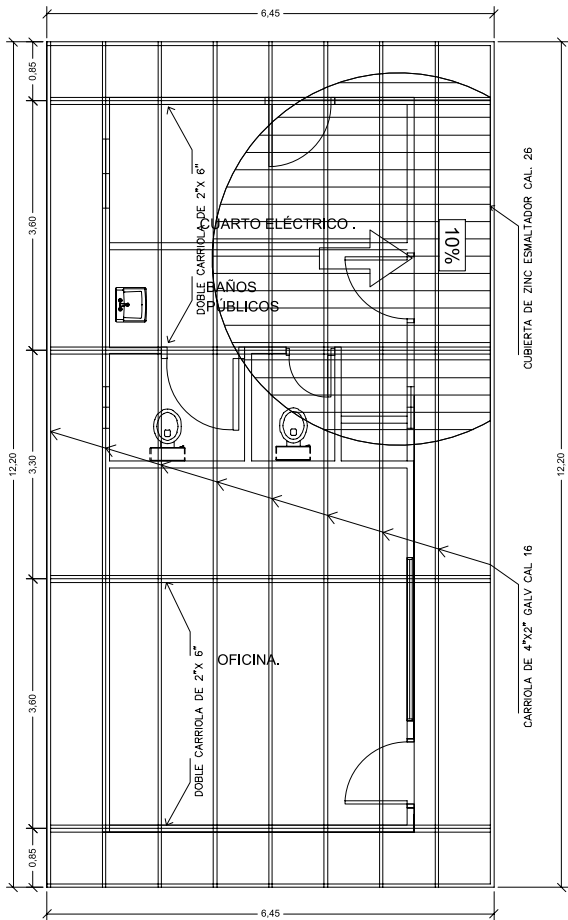 6,45
0,85
3,60
3,30
3,60
0,85
12,20
12,20
DOBLE CARRIOLA DE 2"X 6"
CUARTO ELÉCTRICO .
10%
BAÑOS
PÚBLICOS
CUBIERTA DE ZINC ESMALTADOR CAL. 26
OFICINA.
DOBLE CARRIOLA DE 2"X 6"
CARRIOLA DE 4"X2" GALV CAL 16
6,45